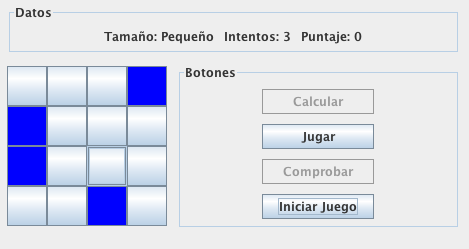 Datos
Tamaño: Pequeño Intentos: 3 Puntaje: 0
Botones
Calcular
Jugar
Comprobar
Iniciar Juego